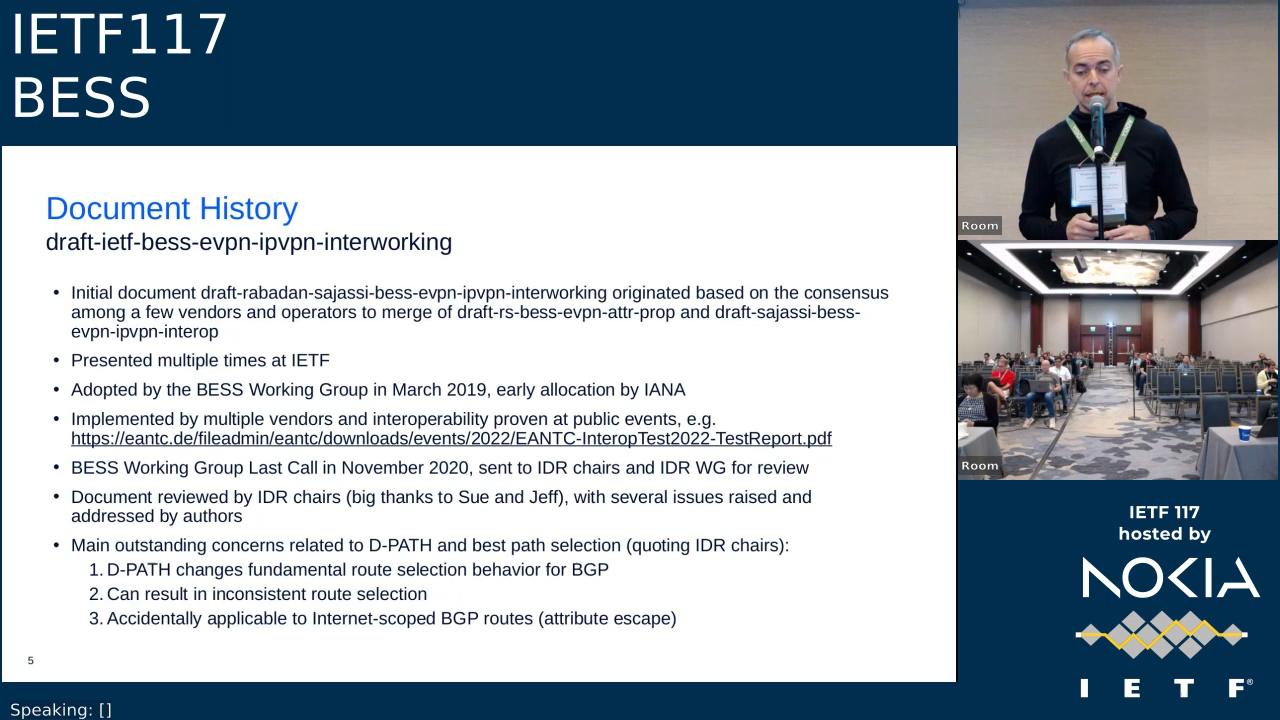 IETF117
BESS
Document History
draft-ietf-bess-evpn-ipvpn-interworking
• Initial document draft-rabadan-sajassi-bess-evpn-ipvpn-interworking originated based on the consensus
among a few vendors and operators to merge of draft-rs-bess-evpn-attr-prop and draft-sajassi-bess-
evpn-ipvpn-interop
• Presented multiple times at IETF
• Adopted by the BESS Working Group in March 2019, early allocation by IANA
• Implemented by multiple vendors and interoperability proven at public events, e.g.
https://eantc.de/fileadmin/eantc/downloads/events/2022/EANTC-InteropTest2022-TestReport.pdf
• BESS Working Group Last Call in November 2020, sent to IDR chairs and IDR WG for review
• Document reviewed by IDR chairs (big thanks to Sue and Jeff), with several issues raised and
addressed by authors
• Main outstanding concerns related to D-PATH and best path selection (quoting IDR chairs):
1. D-PATH changes fundamental route selection behavior for BGP
2. Can result in inconsistent route selection
3. Accidentally applicable to Internet-scoped BGP routes (attribute escape)
5
Speaking: []
Room
Room
IETF 117
hosted by
NOKIA
I E T F®